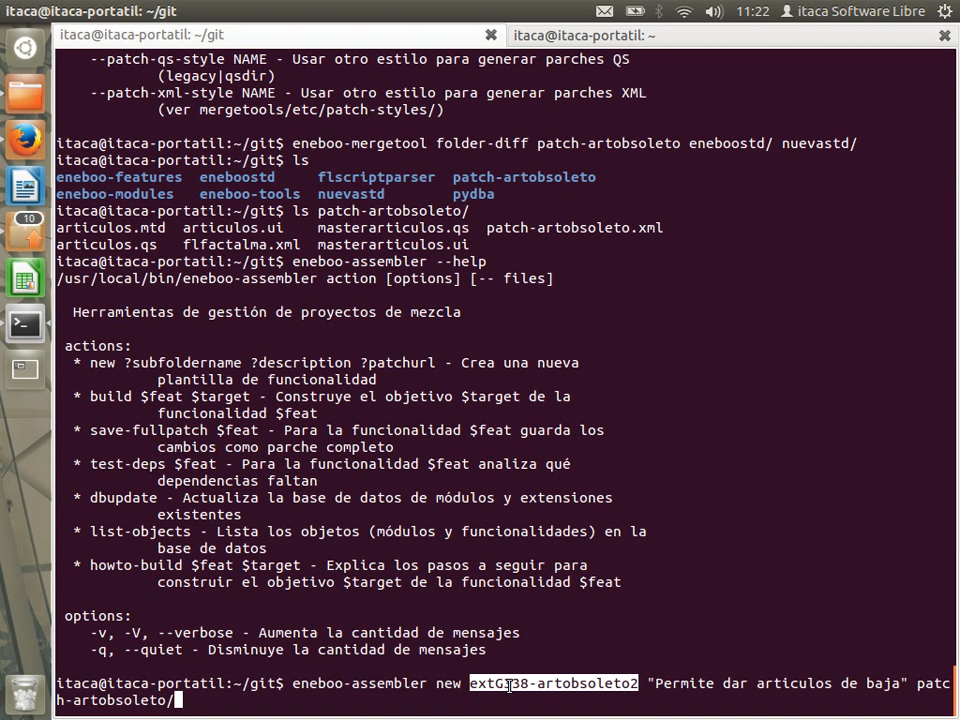 itaca@itaca-portatil: ~/git
11:22
itaca Software Libre
itaca@itaca-portatil: ~/git
itaca@itaca-portatil: ~
--patch-qs-style NAME - Usar otro estilo para generar parches QS
(legacy|qsdir)
--patch-xml-style NAME - Usar otro estilo para generar parches XML
(ver mergetools/etc/patch-styles/)
itaca@itaca-portatil:~/git$ eneboo-mergetool folder-diff patch-artobsoleto eneboostd/ nuevastd/
itaca@itaca-portatil:~/git$ ls
eneboo-features eneboostd flscriptparser patch-artobsoleto
eneboo-modules eneboo-tools nuevastd pydba
itaca@itaca-portatil:~/git$ ls patch-artobsoleto/
articulos.mtd articulos.ui masterarticulos.qs patch-artobsoleto.xml
articulos.qs flfactalma.xml masterarticulos.ui
itaca@itaca-portatil:~/git$ eneboo-assembler --help
/usr/local/bin/eneboo-assembler action [options] [-- files]
Herramientas de gestión de proyectos de mezcla
actions:
* new ?subfoldername ?description ?patchurl - Crea una nueva
plantilla de funcionalidad
* build $feat $target - Construye el objetivo $target de la
funcionalidad $feat
* save-fullpatch $feat - Para la funcionalidad $feat guarda los
cambios como parche completo
* test-deps $feat - Para la funcionalidad $feat analiza qué
dependencias faltan
* dbupdate - Actualiza la base de datos de módulos y extensiones
existentes
* list-objects - Lista los objetos (módulos y funcionalidades) en la
base de datos
* howto-build $feat $target - Explica los pasos a seguir para
construir el objetivo $target de la funcionalidad $feat
options:
-v, -V, --verbose - Aumenta la cantidad de mensajes
-q, --quiet - Disminuye la cantidad de mensajes
itaca@itaca-portatil:~/git$ eneboo-assembler new "Permite dar articulos de baja" patc
h-artobsoleto/
10